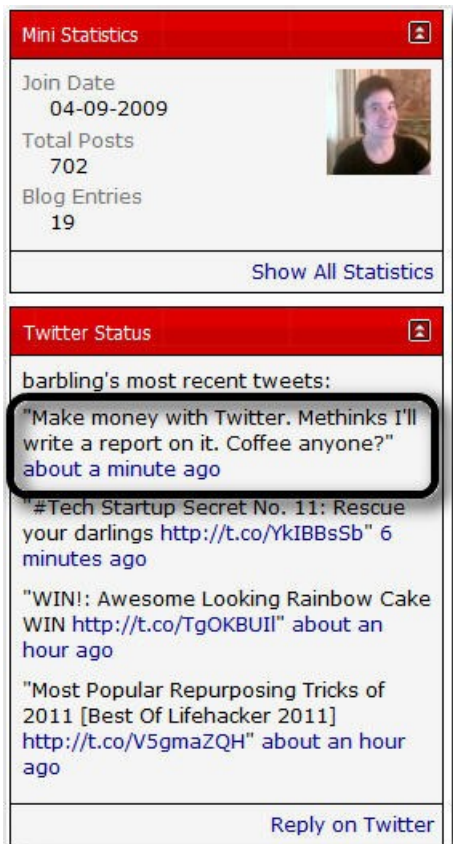 Mini Statistics
Join Date
04-09-2009
Total Posts
702
Blog Entries
19
Show All Statistics
Twitter Status
barbling's most recent tweets:
"Make money with Twitter. Methinks I'll
write a report on it. Coffee anyone?"
about a minute ago
"#Tech Startup Secret No. 11: Rescue
your darlings http://t.co/YkIBBsSb" 6
minutes ago
"WIN!: Awesome Looking Rainbow Cake
WIN http://t.co/TgOKBUIl" about an
hour ago
"Most Popular Repurposing Tricks of
2011 [Best Of Lifehacker 2011]
http://t.co/V5gmaZQH" about an hour
ago
Reply on Twitter